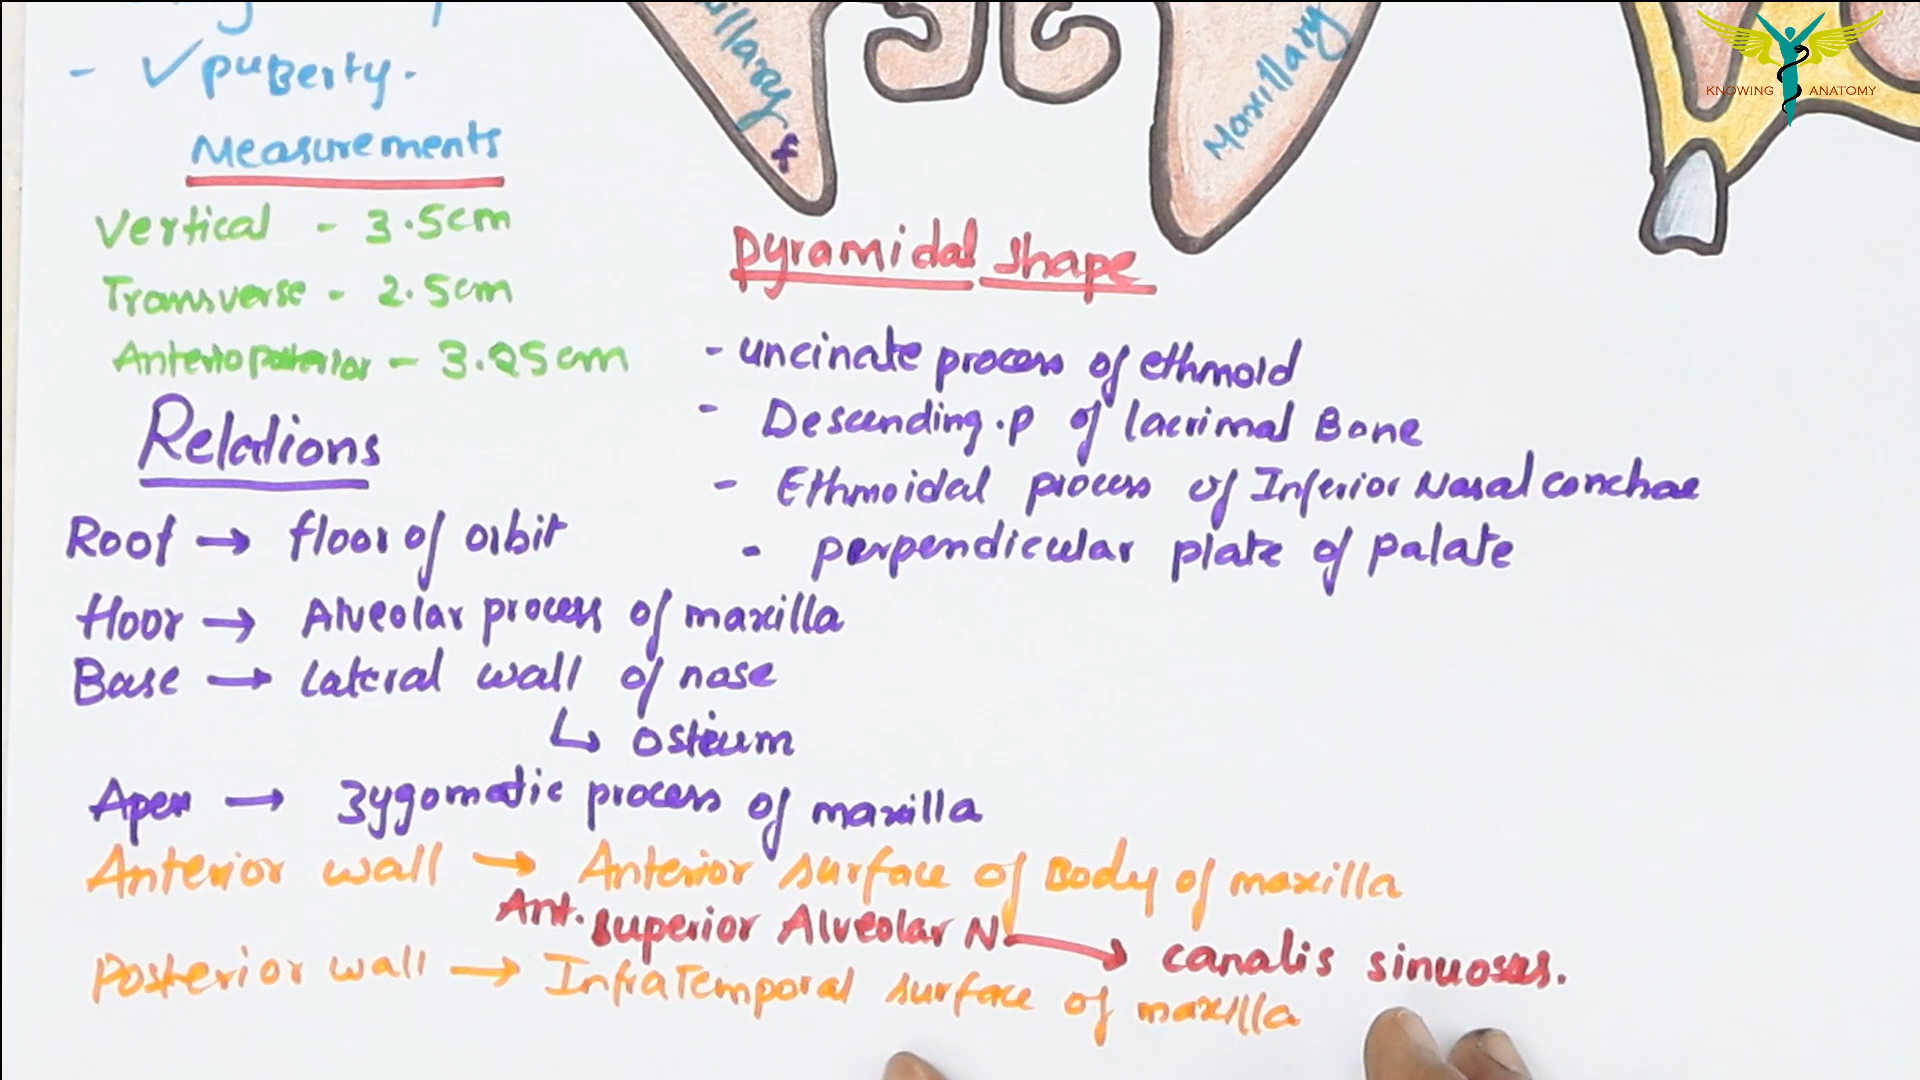 - ✓ puberty.
Measurements
Vertical - 3.5cm
Transverse - 2.5cm
Anterioposterior - 3.25cm
Relations
Roof → floor of orbit
Floor → Alveolar process of maxilla
Base → Lateral wall of nose
↳ osteum
Apex → Zygomatic process of maxilla
Anterior wall → Anterior surface of Body of maxilla
Ant. superior Alveolar N → canalis sinuoses.
Posterior wall → InfraTemporal surface of maxilla
Maxillary
pyramidal shape
- uncinate process of ethmoid
- Descending.p of lacrimal Bone
- Ethmoidal process of Inferior Nasal conchae
- perpendicular plate of palate
KNOWING ANATOMY